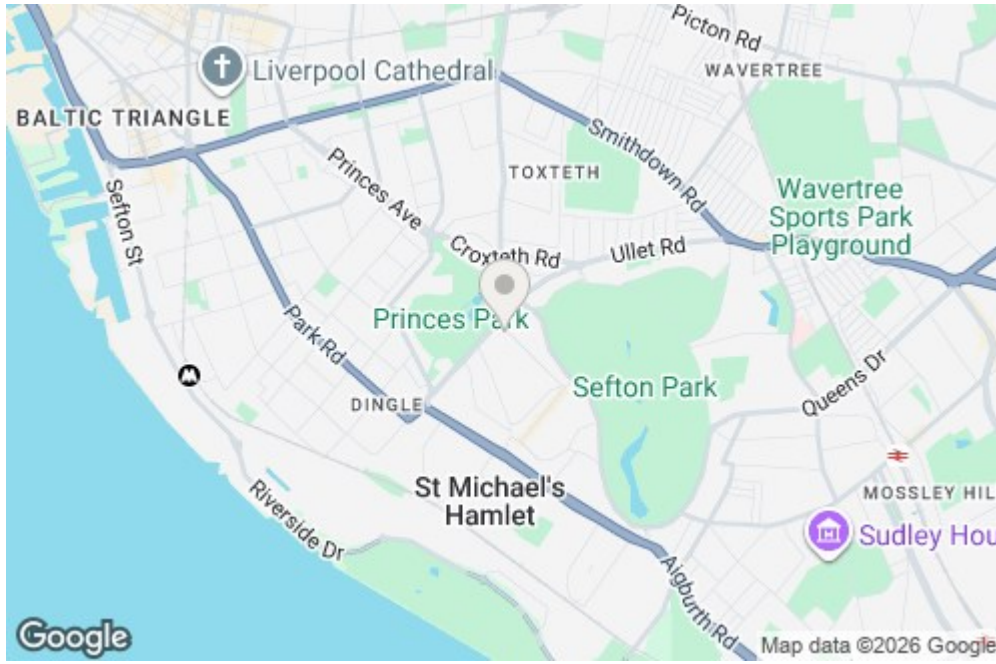 Picton Rd
WAVERTREE
Liverpool Cathedral
BALTIC TRIANGLE
Smithdown Rd
TOXTETH
Princes Ave
Sefton St
Wavertree
Sports Park
Playground
Croxteth Rd
Ullet Rd
Princes Park
Park Rd
Sefton Park
Queens Dr
DINGLE
St Michael's
Hamlet
MOSSLEY HIL
Riverside Dr
Sudley Hou
Aigburth Rd
Google
Map data ©2026 Google